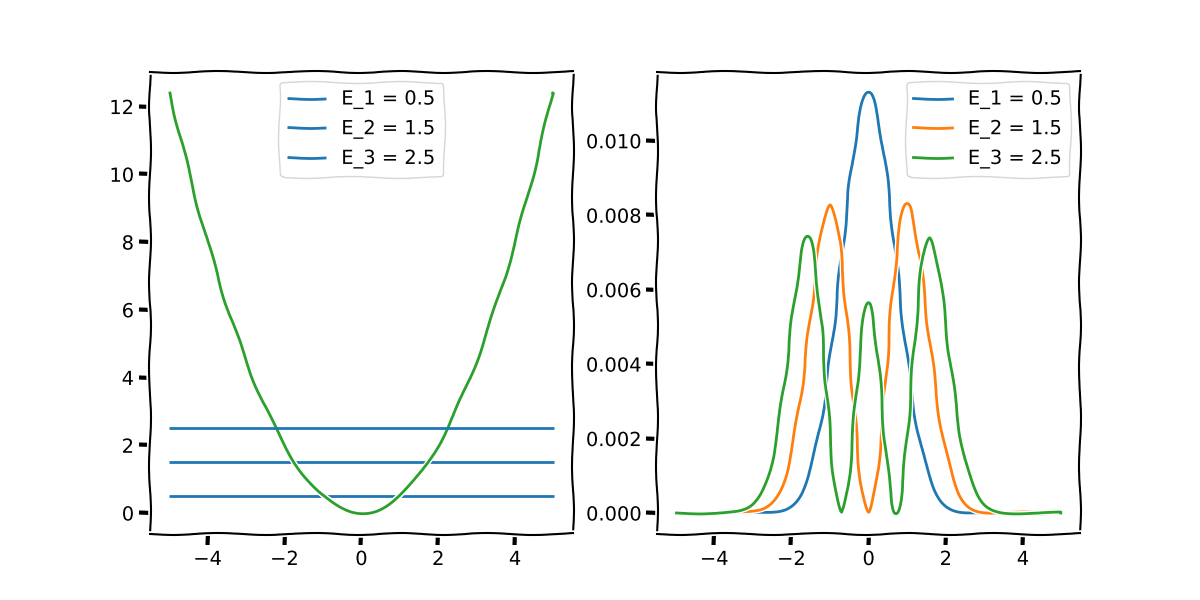 E_1 = 0.5
E_2 = 1.5
E_3 = 2.5
12
10
8
6
4
2
0
−4 −2 0 2 4
E_1 = 0.5
E_2 = 1.5
E_3 = 2.5
0.010
0.008
0.006
0.004
0.002
0.000
−4 −2 0 2 4